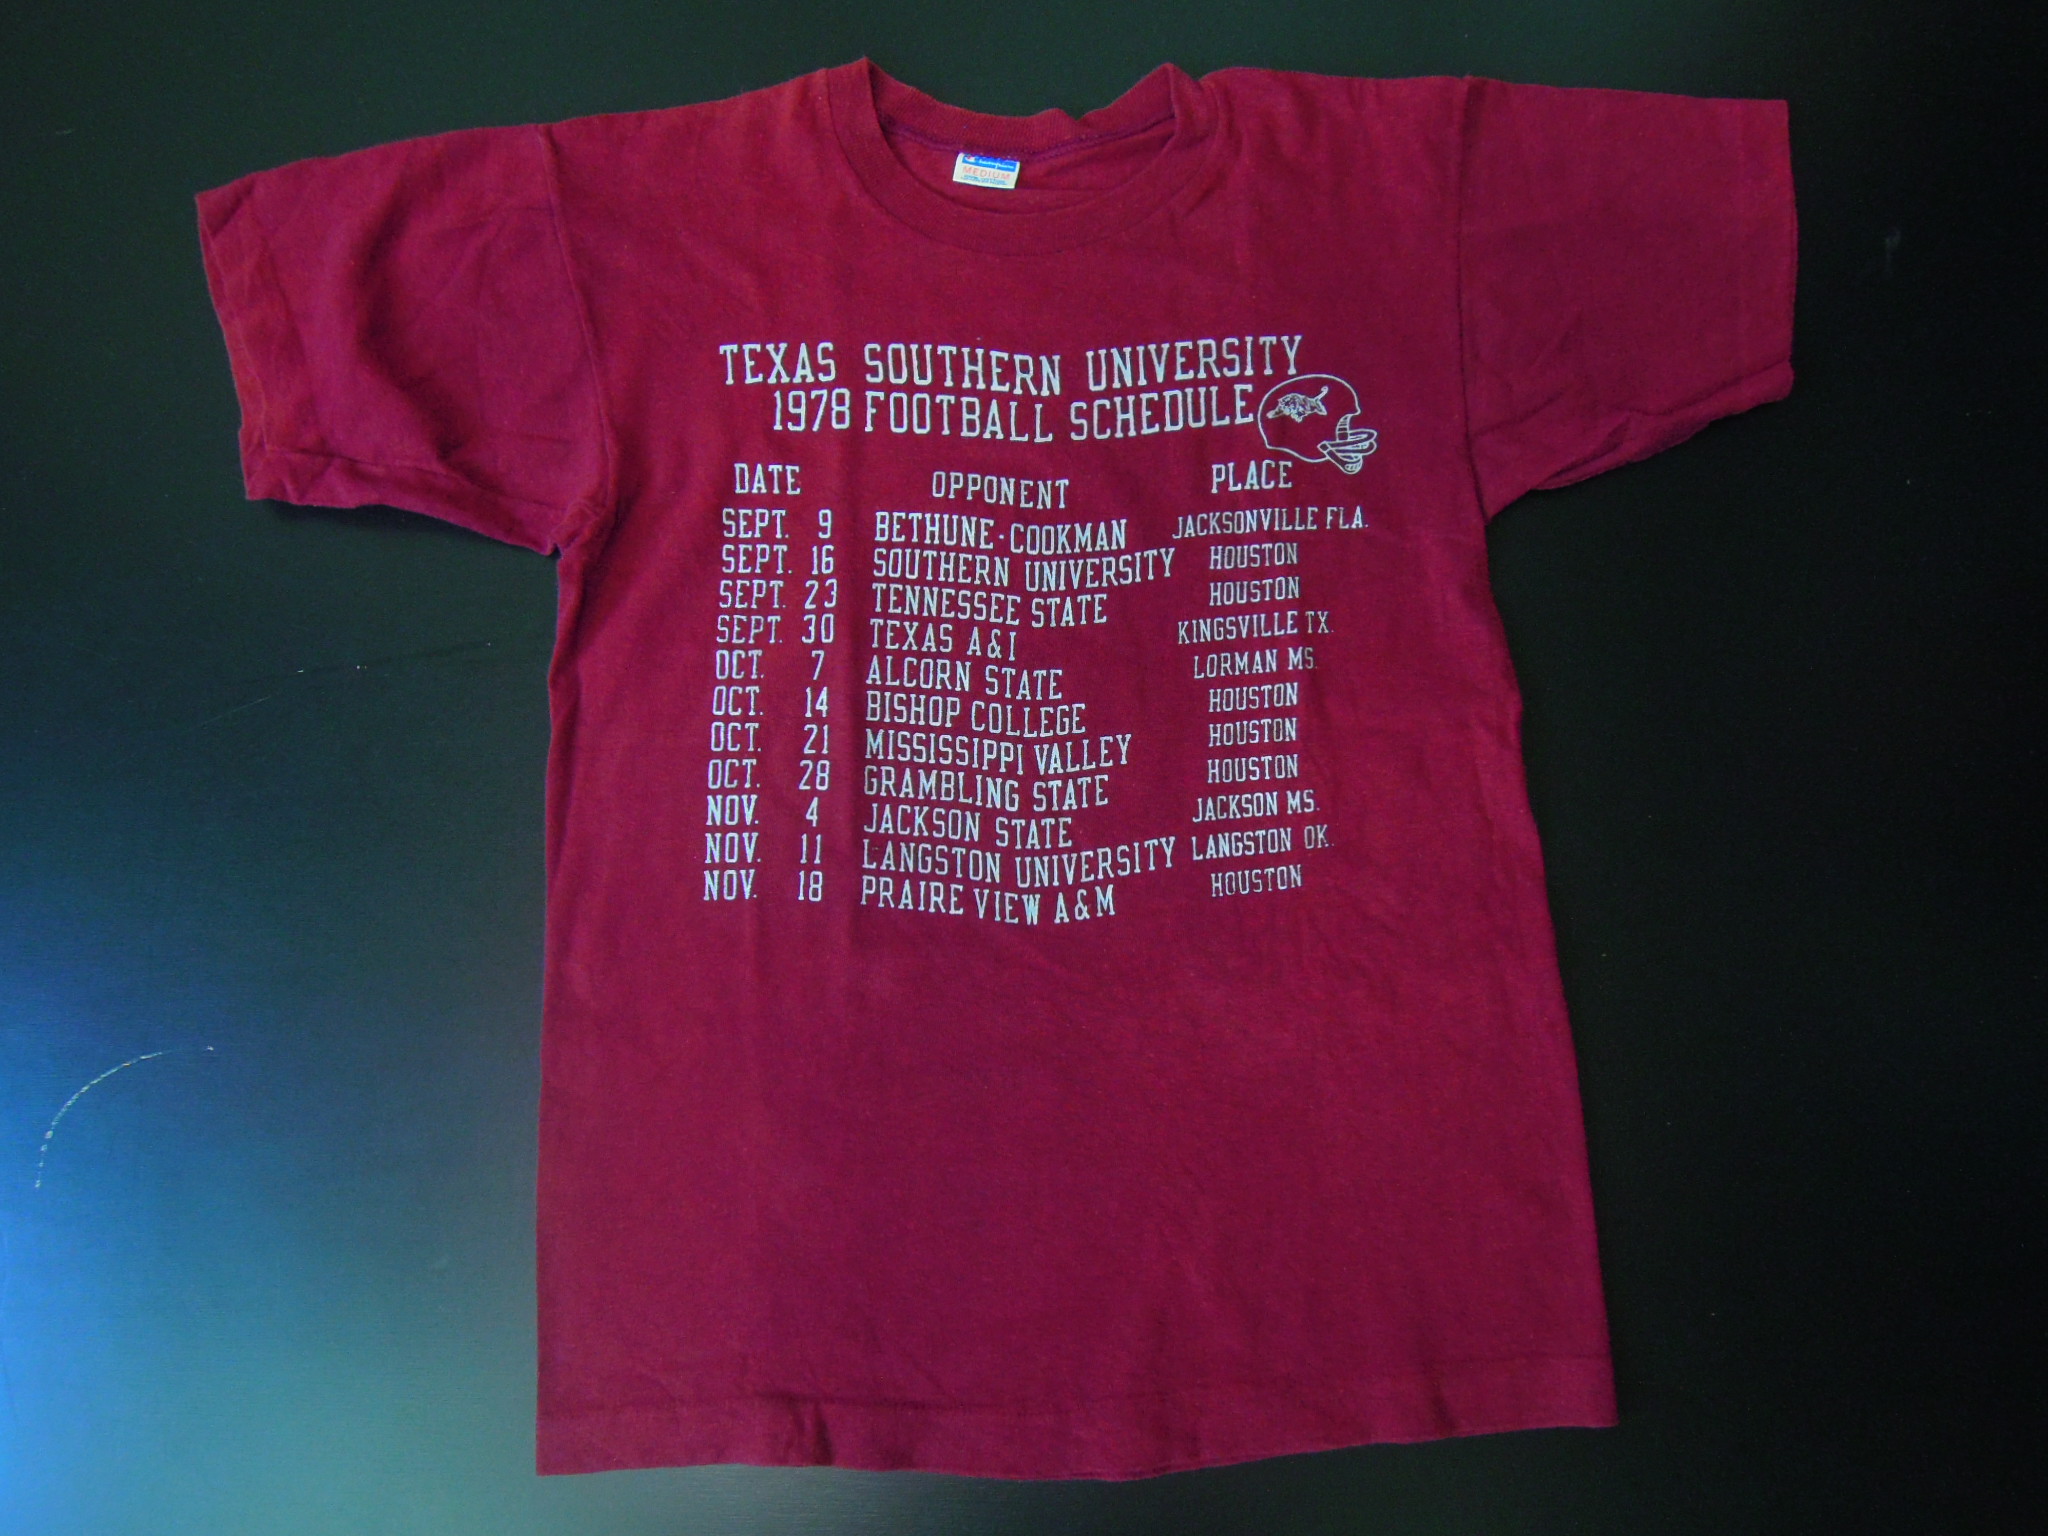 Champion
MEDIUM
TEXAS SOUTHERN UNIVERSITY
1978 FOOTBALL SCHEDULE
DATE OPPONENT PLACE
SEPT. 9 BETHUNE-COOKMAN JACKSONVILLE FLA.
SEPT. 16 SOUTHERN UNIVERSITY HOUSTON
SEPT. 23 TENNESSEE STATE HOUSTON
SEPT. 30 TEXAS A&I KINGSVILLE TX.
OCT. 7 ALCORN STATE LORMAN MS.
OCT. 14 BISHOP COLLEGE HOUSTON
OCT. 21 MISSISSIPPI VALLEY HOUSTON
OCT. 28 GRAMBLING STATE HOUSTON
NOV. 4 JACKSON STATE JACKSON MS.
NOV. 11 LANGSTON UNIVERSITY LANGSTON OK.
NOV. 18 PRAIRE VIEW A&M HOUSTON